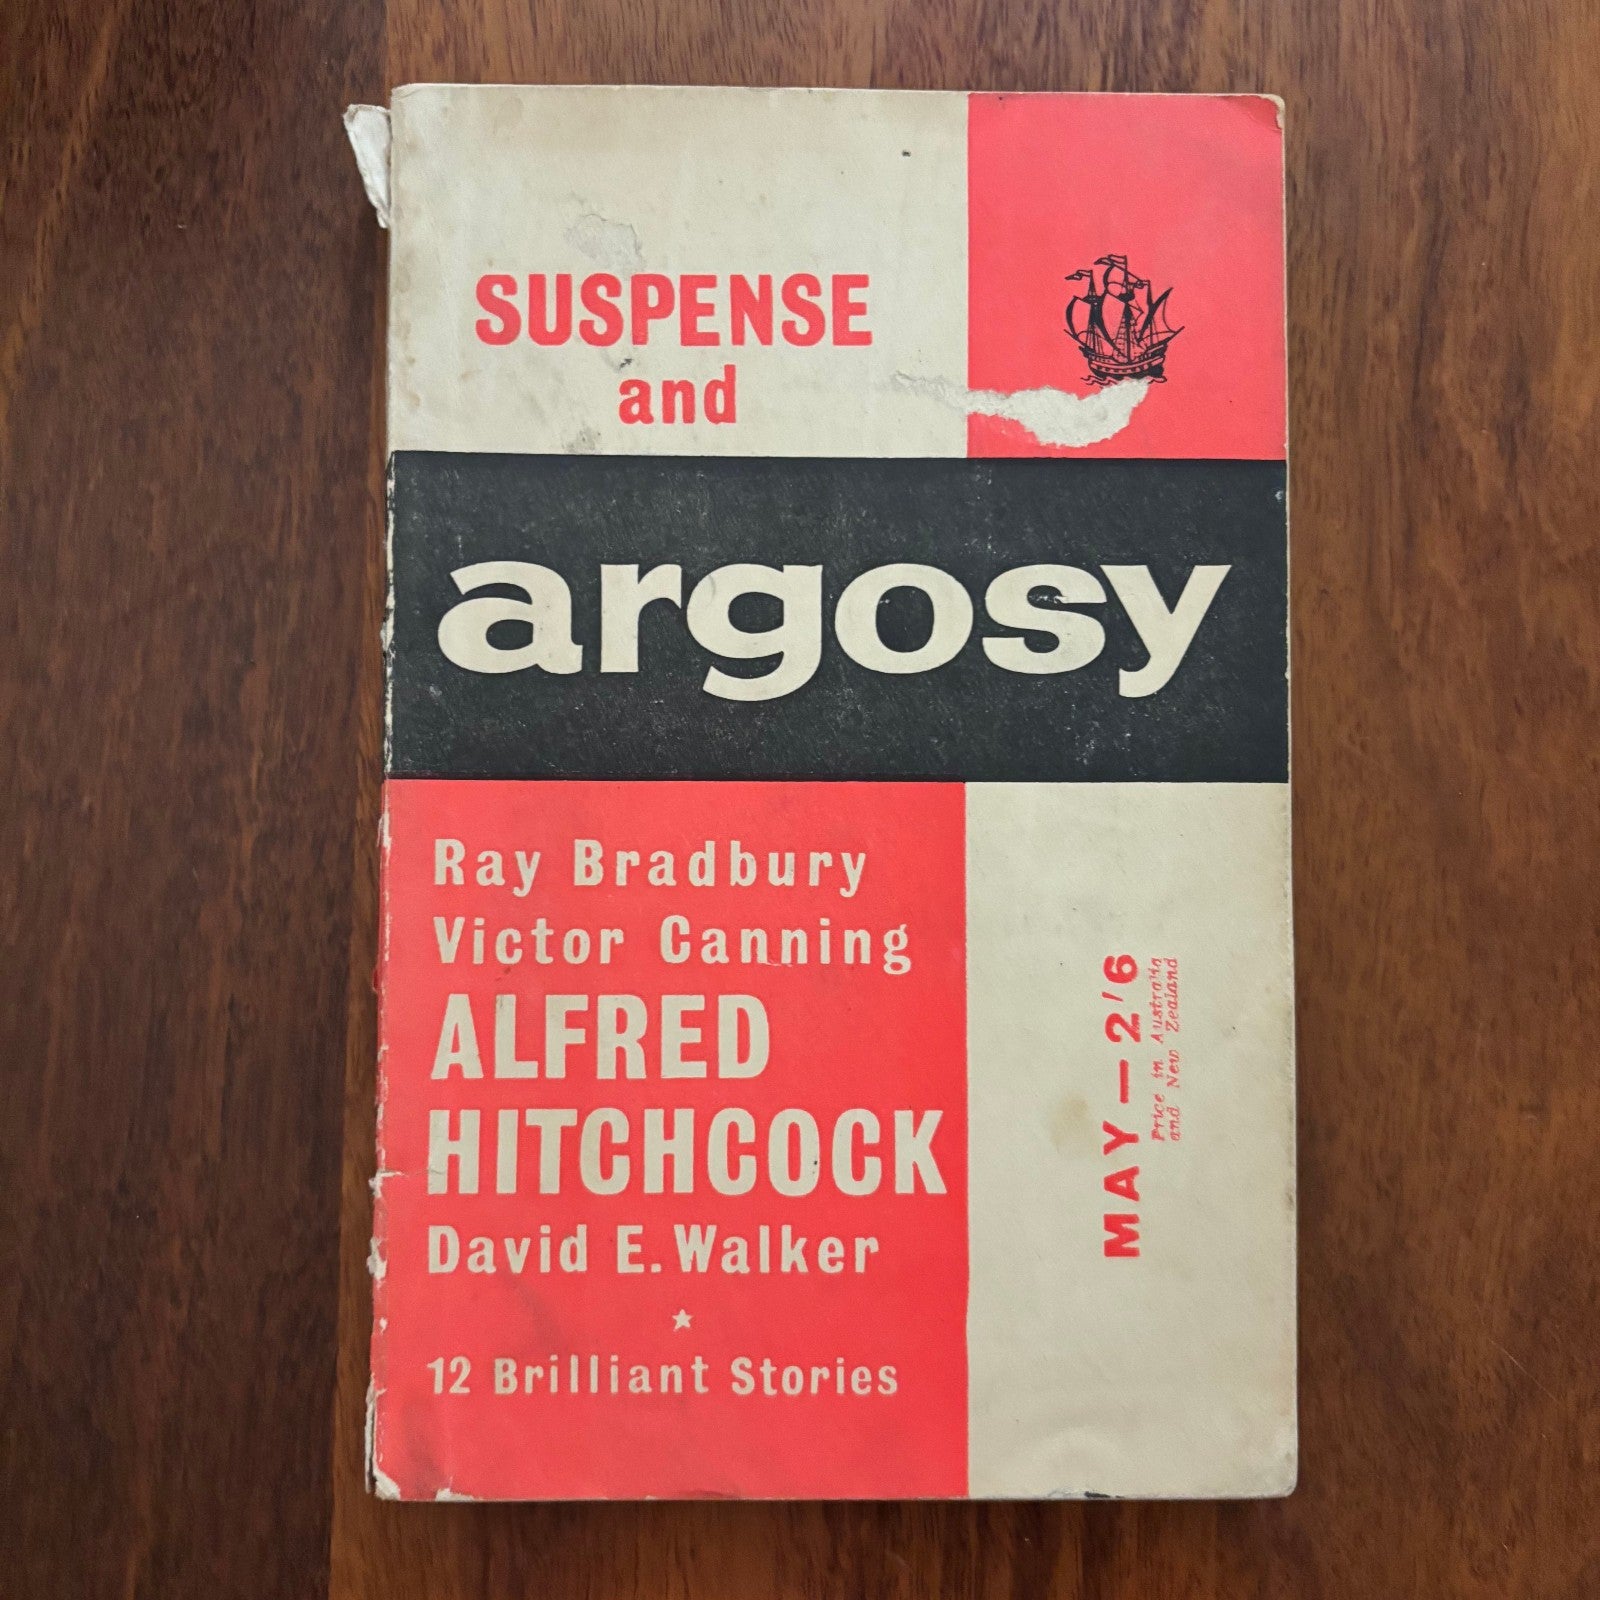 SUSPENSE
and
argosy
Ray Bradbury
Victor Canning
ALFRED
HITCHCOCK
David E. Walker
12 Brilliant Stories
MAY — 2'6
Price in Australia
and New Zealand